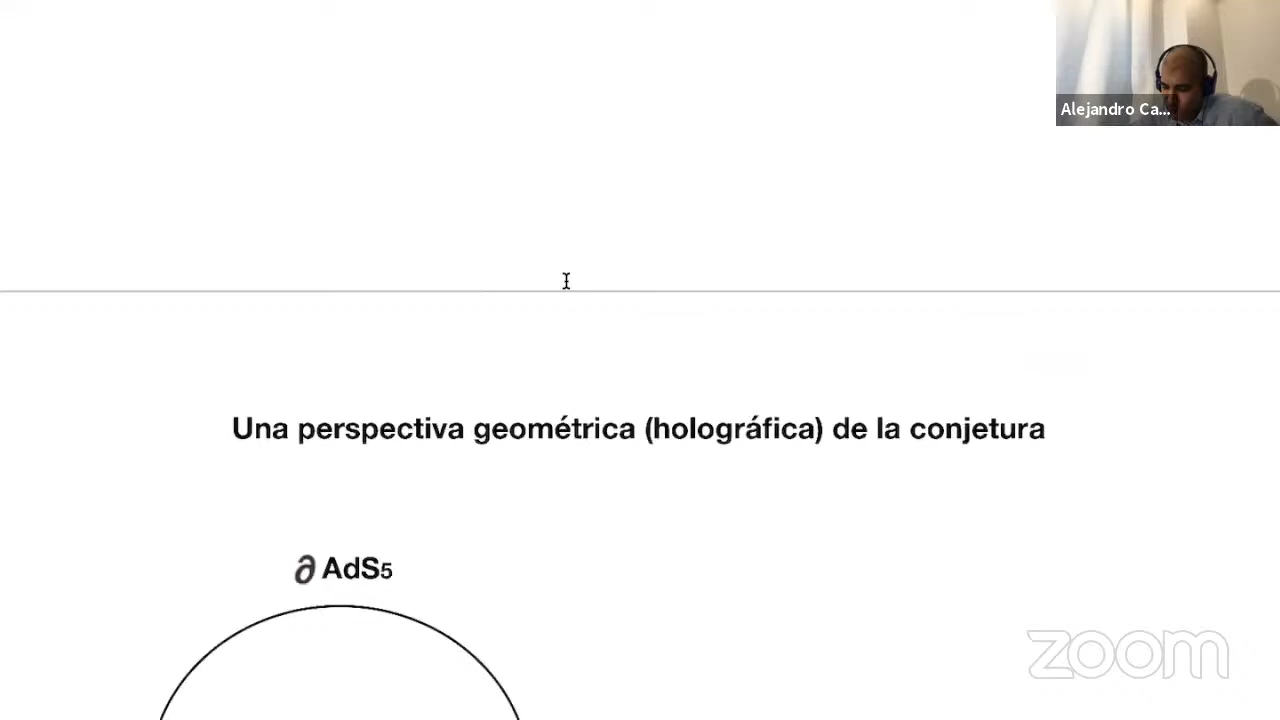 Alejandro Ca...
Una perspectiva geométrica (holográfica) de la conjetura
∂ AdS5
zoom